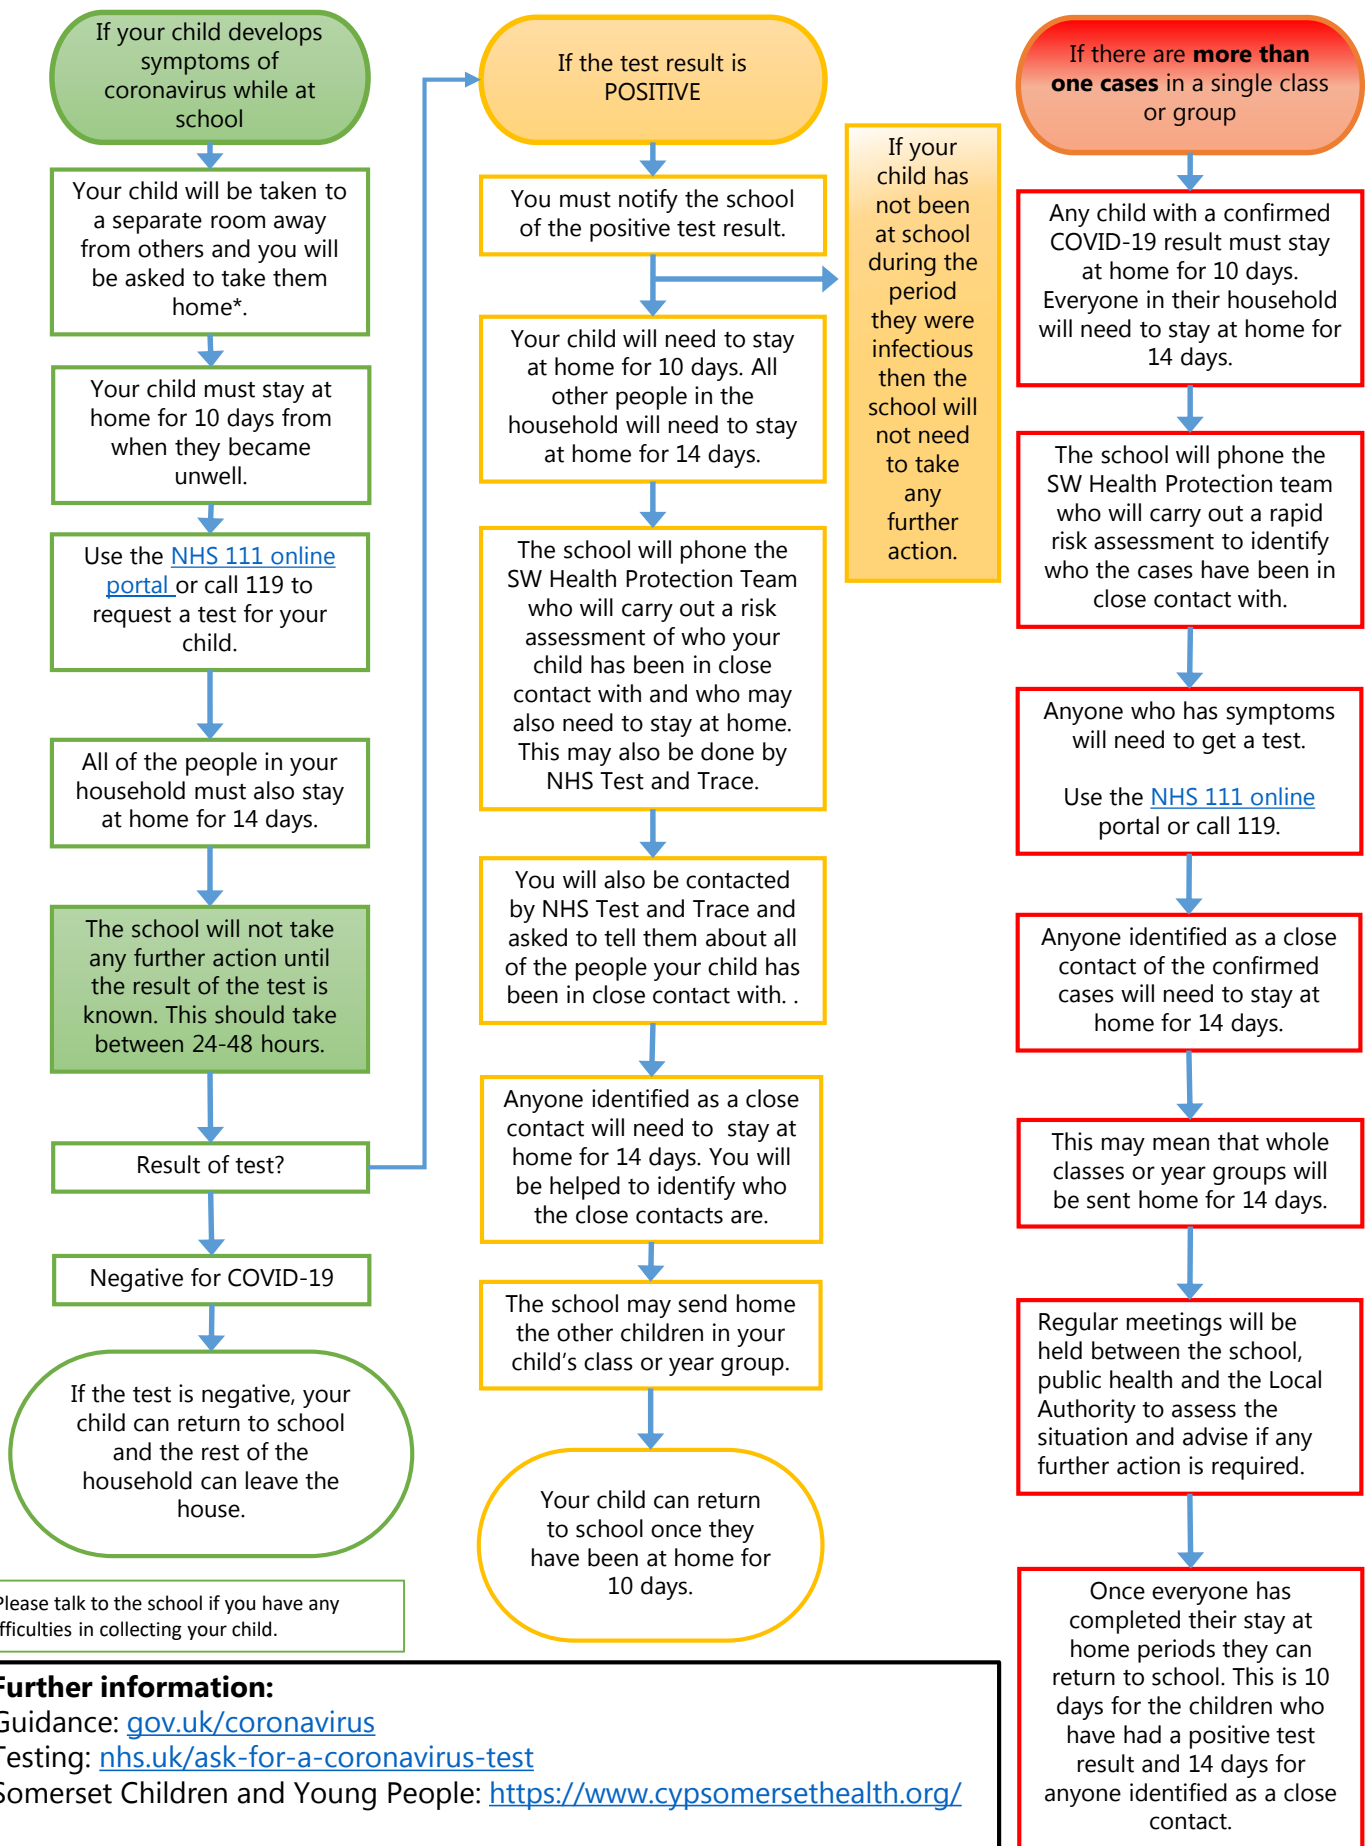 If your child develops
symptoms of
coronavirus while at
school
Your child will be taken to
a separate room away
from others and you will
be asked to take them
home*.
Your child must stay at
home for 10 days from
when they became
unwell.
Use the NHS 111 online
portal or call 119 to
request a test for your
child.
All of the people in your
household must also stay
at home for 14 days.
The school will not take
any further action until
the result of the test is
known. This should take
between 24-48 hours.
Result of test?
Negative for COVID-19
If the test is negative, your
child can return to school
and the rest of the
household can leave the
house.
Please talk to the school if you have any
ifficulties in collecting your child.
If the test result is
POSITIVE
You must notify the school
of the positive test result.
If your
child has
not been
at school
during the
period
they were
infectious
then the
school will
not need
to take
any
further
action.
Your child will need to stay
at home for 10 days. All
other people in the
household will need to stay
at home for 14 days.
The school will phone the
SW Health Protection Team
who will carry out a risk
assessment of who your
child has been in close
contact with and who may
also need to stay at home.
This may also be done by
NHS Test and Trace.
You will also be contacted
by NHS Test and Trace and
asked to tell them about all
of the people your child has
been in close contact with. .
Anyone identified as a close
contact will need to  stay at
home for 14 days. You will
be helped to identify who
the close contacts are.
The school may send home
the other children in your
child's class or year group.
Your child can return
to school once they
have been at home for
10 days.
If there are more than
one cases in a single class
or group
Any child with a confirmed
COVID-19 result must stay
at home for 10 days.
Everyone in their household
will need to stay at home for
14 days.
The school will phone the
SW Health Protection team
who will carry out a rapid
risk assessment to identify
who the cases have been in
close contact with.
Anyone who has symptoms
will need to get a test.
Use the NHS 111 online
portal or call 119.
Anyone identified as a close
contact of the confirmed
cases will need to stay at
home for 14 days.
This may mean that whole
classes or year groups will
be sent home for 14 days.
Regular meetings will be
held between the school,
public health and the Local
Authority to assess the
situation and advise if any
further action is required.
Once everyone has
completed their stay at
home periods they can
return to school. This is 10
days for the children who
have had a positive test
result and 14 days for
anyone identified as a close
contact.
Further information:
Guidance: gov.uk/coronavirus
Testing: nhs.uk/ask-for-a-coronavirus-test
Somerset Children and Young People: https://www.cypsomersethealth.org/